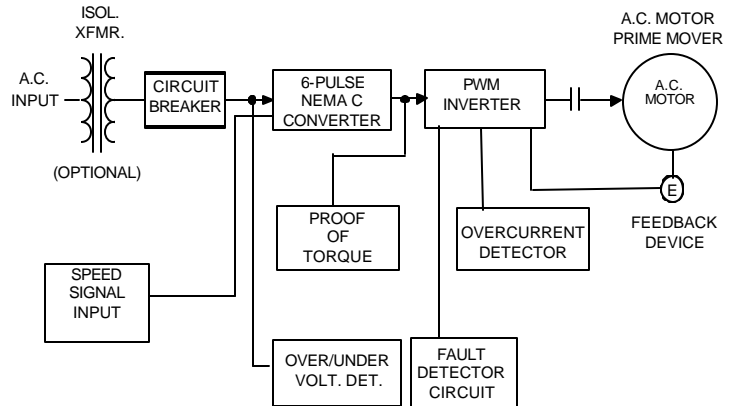 ISOL.
XFMR.
A.C.
INPUT
(OPTIONAL)
CIRCUIT
BREAKER
6-PULSE
NEMA C
CONVERTER
PWM
INVERTER
A.C. MOTOR
PRIME MOVER
A.C.
MOTOR
E
FEEDBACK
DEVICE
PROOF
OF
TORQUE
OVERCURRENT
DETECTOR
SPEED
SIGNAL
INPUT
OVER/UNDER
VOLT. DET.
FAULT
DETECTOR
CIRCUIT